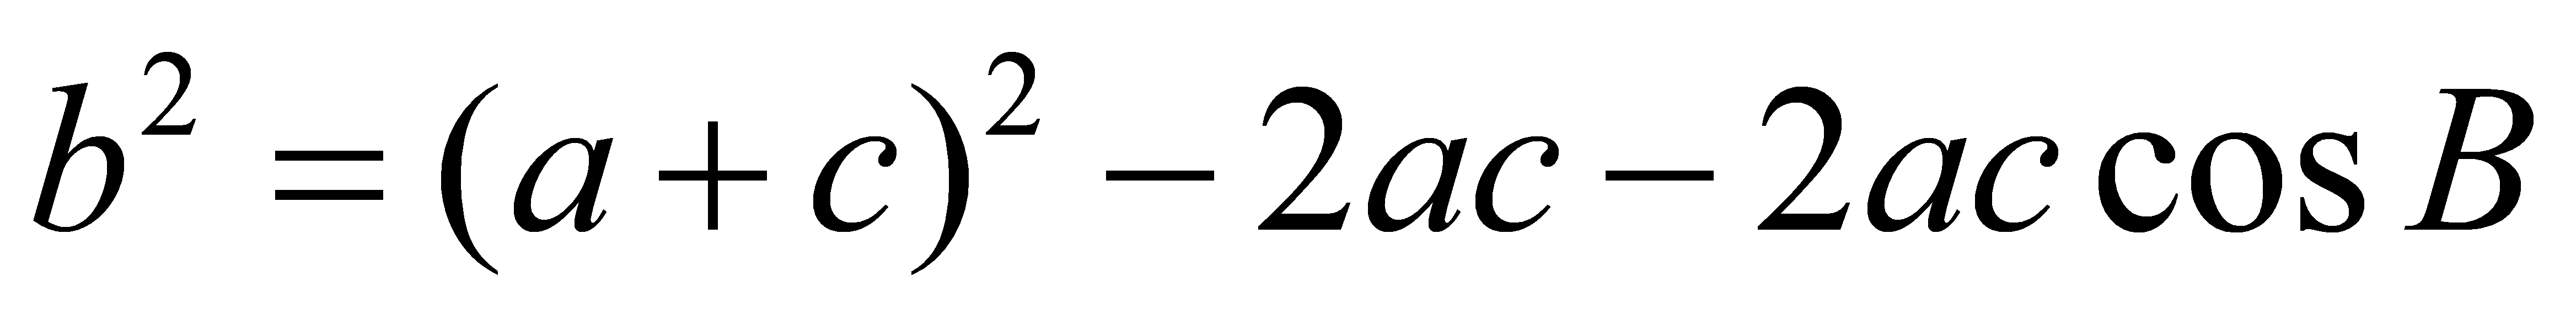 b² = (a + c)² − 2ac − 2ac cos B